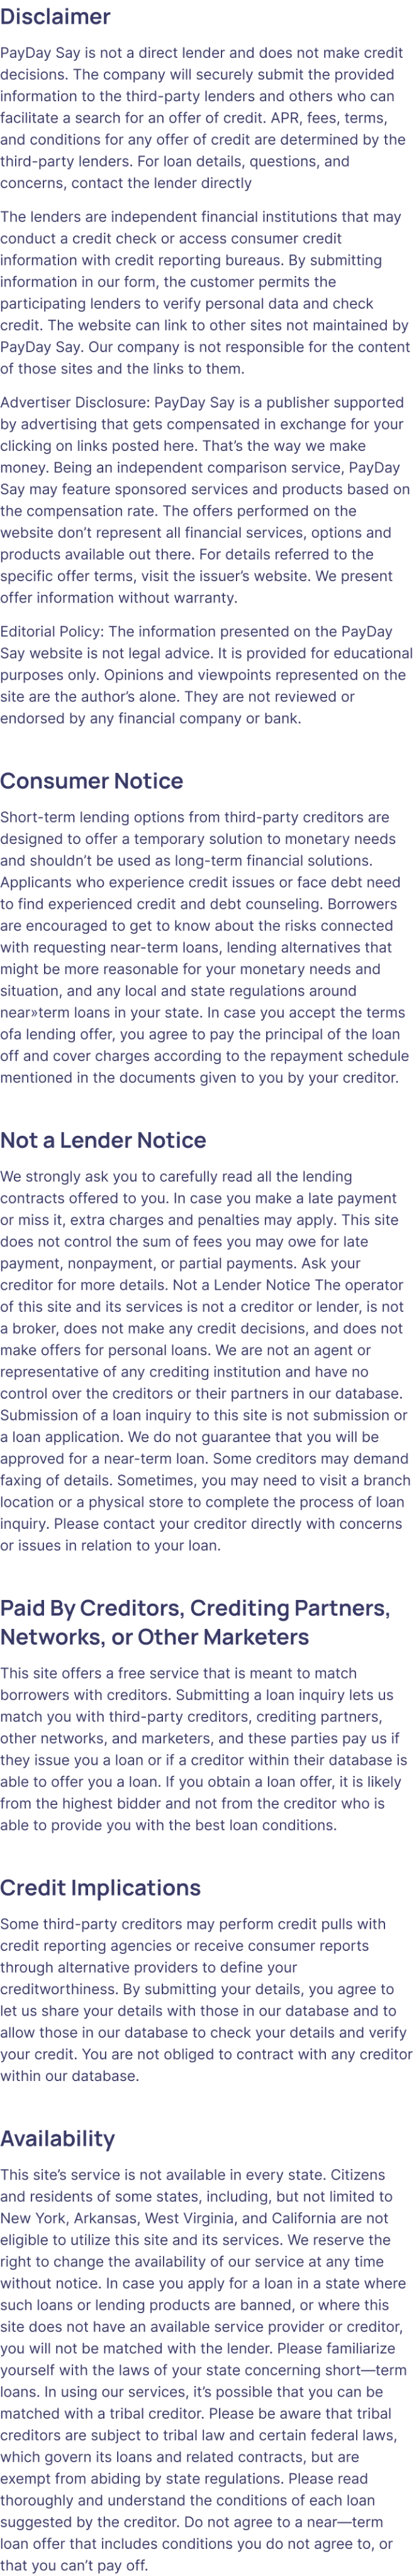 Disclaimer
PayDay Say is not a direct lender and does not make credit
decisions. The company will securely submit the provided
information to the third-party lenders and others who can
facilitate a search for an offer of credit. APR, fees, terms,
and conditions for any offer of credit are determined by the
third-party lenders. For loan details, questions, and
concerns, contact the lender directly
The lenders are independent financial institutions that may
conduct a credit check or access consumer credit
information with credit reporting bureaus. By submitting
information in our form, the customer permits the
participating lenders to verify personal data and check
credit. The website can link to other sites not maintained by
PayDay Say. Our company is not responsible for the content
of those sites and the links to them.
Advertiser Disclosure: PayDay Say is a publisher supported
by advertising that gets compensated in exchange for your
clicking on links posted here. That’s the way we make
money. Being an independent comparison service, PayDay
Say may feature sponsored services and products based on
the compensation rate. The offers performed on the
website don’t represent all financial services, options and
products available out there. For details referred to the
specific offer terms, visit the issuer’s website. We present
offer information without warranty.
Editorial Policy: The information presented on the PayDay
Say website is not legal advice. It is provided for educational
purposes only. Opinions and viewpoints represented on the
site are the author’s alone. They are not reviewed or
endorsed by any financial company or bank.
Consumer Notice
Short-term lending options from third-party creditors are
designed to offer a temporary solution to monetary needs
and shouldn’t be used as long-term financial solutions.
Applicants who experience credit issues or face debt need
to find experienced credit and debt counseling. Borrowers
are encouraged to get to know about the risks connected
with requesting near-term loans, lending alternatives that
might be more reasonable for your monetary needs and
situation, and any local and state regulations around
near»term loans in your state. In case you accept the terms
ofa lending offer, you agree to pay the principal of the loan
off and cover charges according to the repayment schedule
mentioned in the documents given to you by your creditor.
Not a Lender Notice
We strongly ask you to carefully read all the lending
contracts offered to you. In case you make a late payment
or miss it, extra charges and penalties may apply. This site
does not control the sum of fees you may owe for late
payment, nonpayment, or partial payments. Ask your
creditor for more details. Not a Lender Notice The operator
of this site and its services is not a creditor or lender, is not
a broker, does not make any credit decisions, and does not
make offers for personal loans. We are not an agent or
representative of any crediting institution and have no
control over the creditors or their partners in our database.
Submission of a loan inquiry to this site is not submission or
a loan application. We do not guarantee that you will be
approved for a near-term loan. Some creditors may demand
faxing of details. Sometimes, you may need to visit a branch
location or a physical store to complete the process of loan
inquiry. Please contact your creditor directly with concerns
or issues in relation to your loan.
Paid By Creditors, Crediting Partners,
Networks, or Other Marketers
This site offers a free service that is meant to match
borrowers with creditors. Submitting a loan inquiry lets us
match you with third-party creditors, crediting partners,
other networks, and marketers, and these parties pay us if
they issue you a loan or if a creditor within their database is
able to offer you a loan. If you obtain a loan offer, it is likely
from the highest bidder and not from the creditor who is
able to provide you with the best loan conditions.
Credit Implications
Some third-party creditors may perform credit pulls with
credit reporting agencies or receive consumer reports
through alternative providers to define your
creditworthiness. By submitting your details, you agree to
let us share your details with those in our database and to
allow those in our database to check your details and verify
your credit. You are not obliged to contract with any creditor
within our database.
Availability
This site’s service is not available in every state. Citizens
and residents of some states, including, but not limited to
New York, Arkansas, West Virginia, and California are not
eligible to utilize this site and its services. We reserve the
right to change the availability of our service at any time
without notice. In case you apply for a loan in a state where
such loans or lending products are banned, or where this
site does not have an available service provider or creditor,
you will not be matched with the lender. Please familiarize
yourself with the laws of your state concerning short—term
loans. In using our services, it’s possible that you can be
matched with a tribal creditor. Please be aware that tribal
creditors are subject to tribal law and certain federal laws,
which govern its loans and related contracts, but are
exempt from abiding by state regulations. Please read
thoroughly and understand the conditions of each loan
suggested by the creditor. Do not agree to a near—term
loan offer that includes conditions you do not agree to, or
that you can’t pay off.